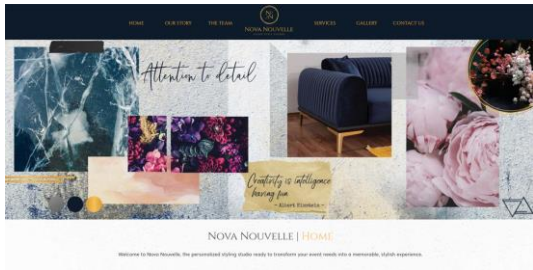 HOME OUR STORY THE TEAM SERVICES GALLERY CONTACT US
NOVA NOUVELLE
Attention to detail
Creativity is intelligence
having fun
- Albert Einstein -
NOVA NOUVELLE | HOME
Welcome to Nova Nouvelle, the personalized styling studio ready to transform your event needs into a memorable, stylish experience.